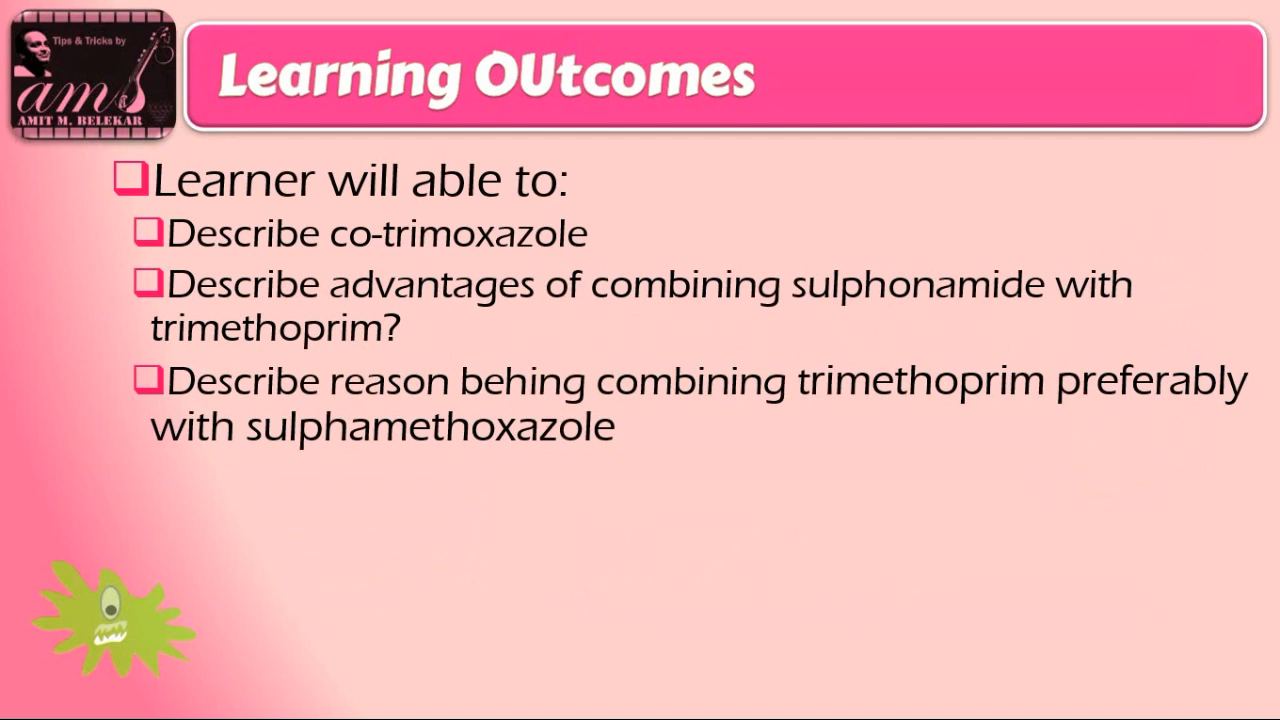 Tips & Tricks by
am
AMIT M. BELEKAR
Learning OUtcomes
Learner will able to:
Describe co-trimoxazole
Describe advantages of combining sulphonamide with
trimethoprim?
Describe reason behing combining trimethoprim preferably
with sulphamethoxazole